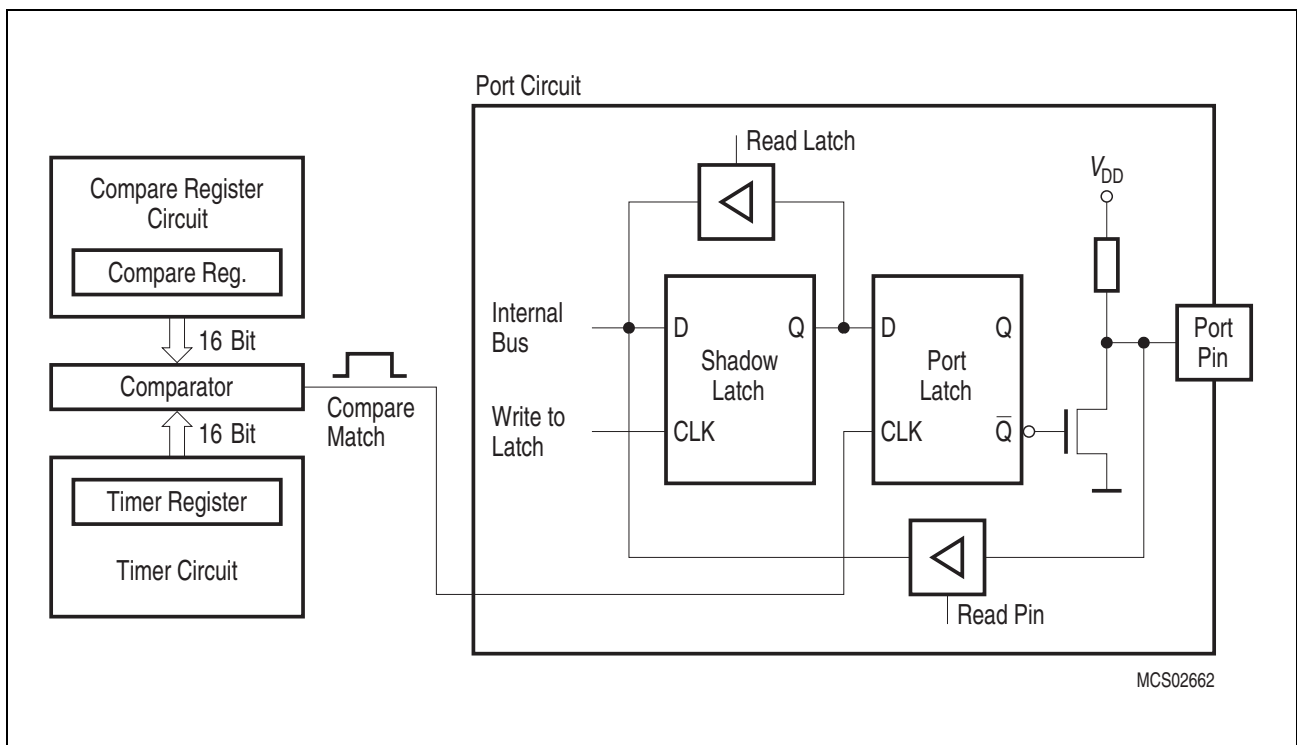 Port Circuit
Read Latch
V_DD
Compare Register
Circuit
Compare Reg.
16 Bit
Comparator
16 Bit
Timer Register
Timer Circuit
Compare
Match
Internal
Bus
Write to
Latch
D
Q
Shadow
Latch
CLK
D
Q
Port
Latch
CLK
Q̅
Port
Pin
Read Pin
MCS02662